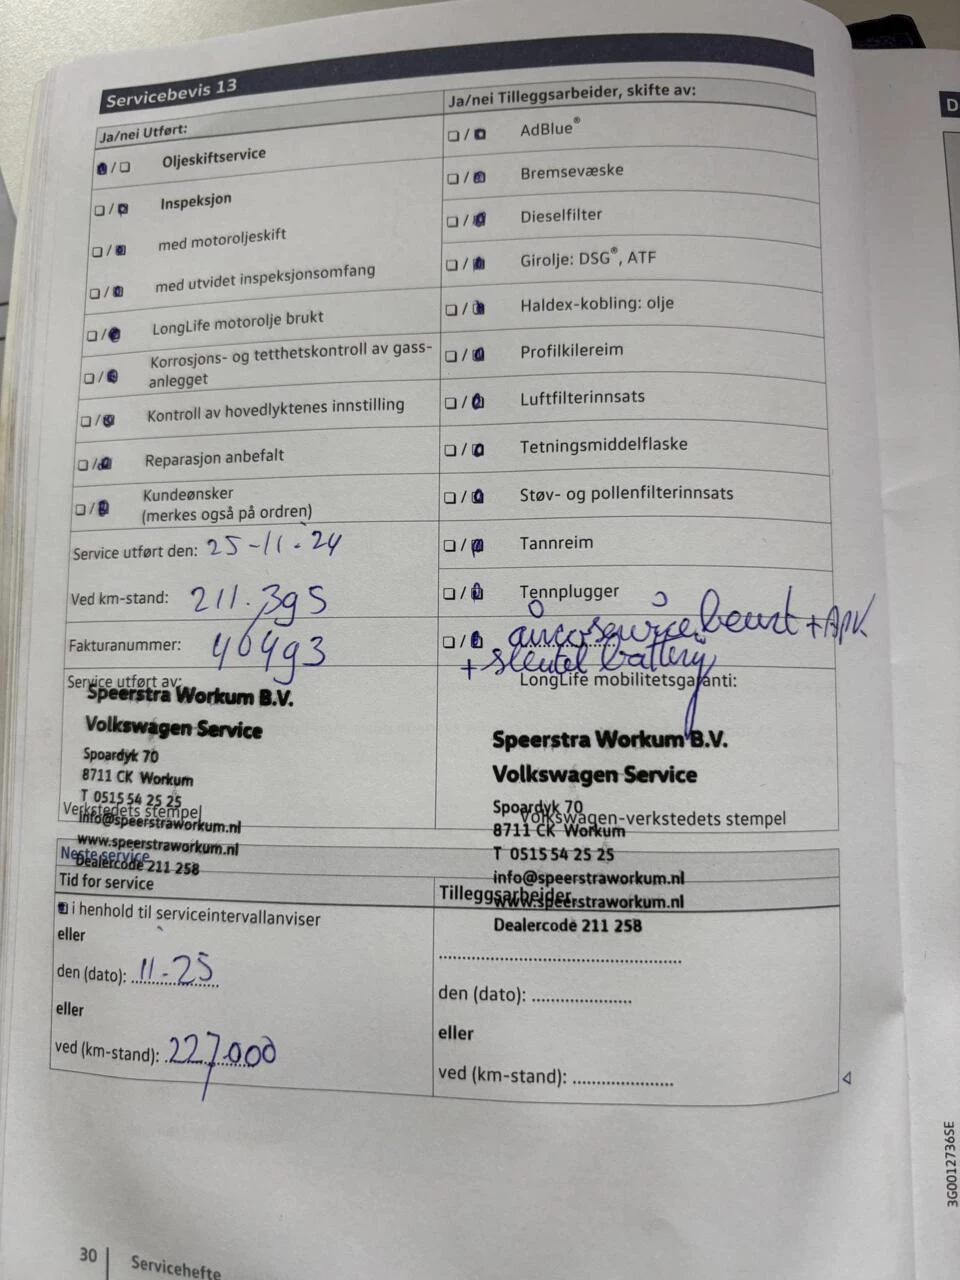 Servicebevis 13
Ja/nei Utført:
☒ / ☐ Oljeskiftservice
☐ / ☒ Inspeksjon
☐ / ☒ med motoroljeskift
☐ / ☒ med utvidet inspeksjonsomfang
☐ / ☒ LongLife motorolje brukt
☐ / ☒ Korrosjons- og tetthetskontroll av gass-
anlegget
☐ / ☒ Kontroll av hovedlyktenes innstilling
☐ / ☒ Reparasjon anbefalt
☐ / ☒ Kundeønsker
(merkes også på ordren)
Service utført den: 25-11-24
Ved km-stand: 211.395
Fakturanummer: 40493
Service utført av:
Speerstra Workum B.V.
Volkswagen Service
Spoardyk 70
8711 CK Workum
T 0515 54 25 25
Verkstedets stempel
info@speerstraworkum.nl
www.speerstraworkum.nl
Dealercode 211 258
Ja/nei Tilleggsarbeider, skifte av:
☐ / ☒ AdBlue®
☐ / ☒ Bremsevæske
☐ / ☒ Dieselfilter
☐ / ☒ Girolje: DSG®, ATF
☐ / ☒ Haldex-kobling: olje
☐ / ☒ Profilkilereim
☐ / ☒ Luftfilterinnsats
☐ / ☒ Tetningsmiddelflaske
☐ / ☒ Støv- og pollenfilterinnsats
☐ / ☒ Tannreim
☐ / ☒ Tennplugger
☐ / ☒ aircoservice beurt + APK
+ sleutel battery
LongLife mobilitetsgaranti:
Speerstra Workum B.V.
Volkswagen Service
Spoardyk 70
Volkswagen-verkstedets stempel
8711 CK Workum
T 0515 54 25 25
info@speerstraworkum.nl
www.speerstraworkum.nl
Dealercode 211 258
Neste service
Tid for service
☒ i henhold til serviceintervallanviser
eller
den (dato): 11-25
eller
ved (km-stand): 227.000
Tilleggsarbeider
den (dato): ......................
eller
ved (km-stand): ......................
30 | Servicehefte
D
3G0012736SE